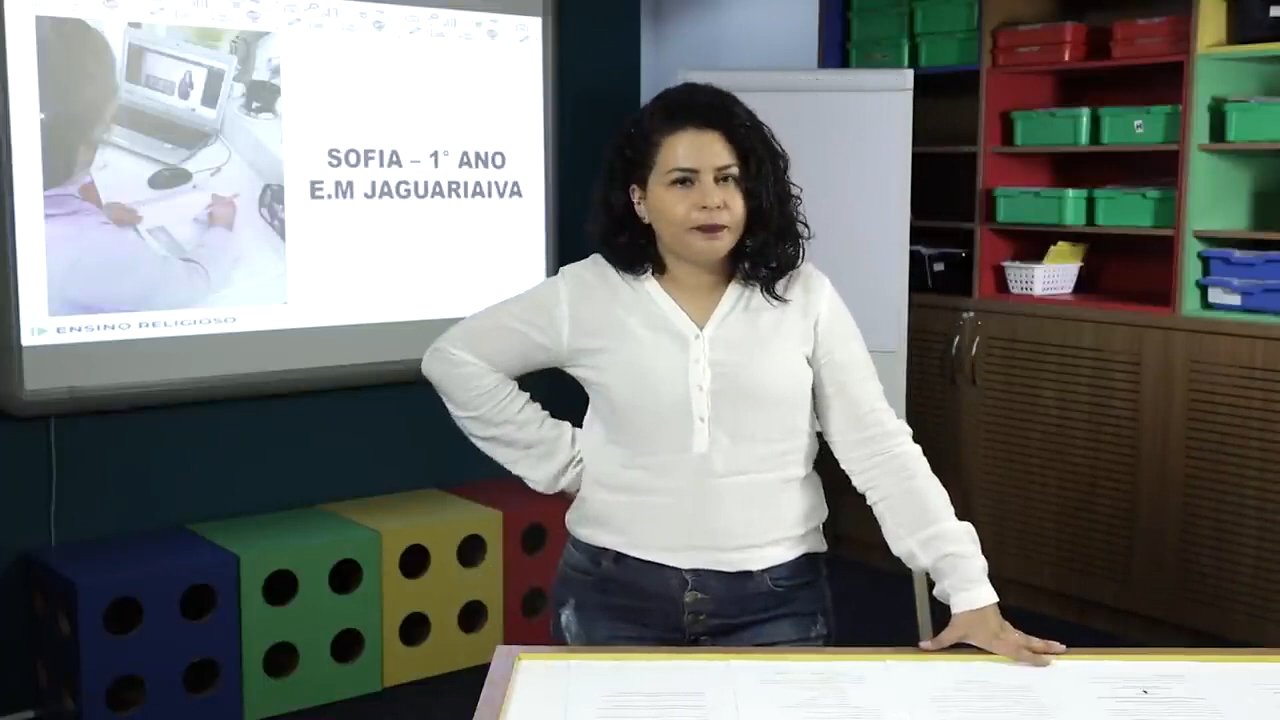 SOFIA – 1° ANO
E.M JAGUARIAIVA
ENSINO RELIGIOSO